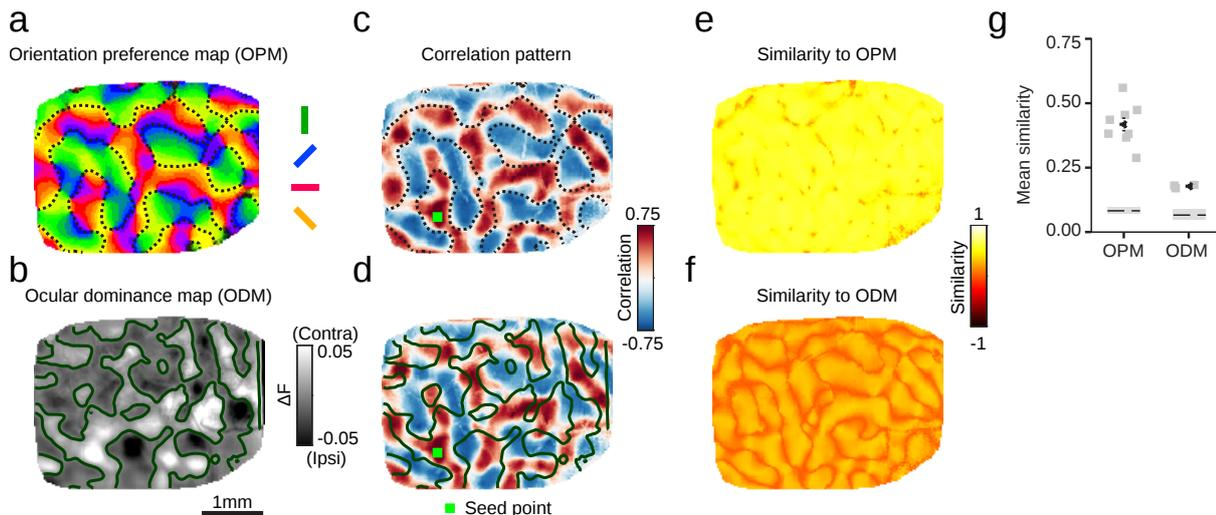 a
Orientation preference map (OPM)
c
Correlation pattern
e
Similarity to OPM
g
0.75
0.50
0.25
0.00
Mean similarity
OPM
ODM
b
Ocular dominance map (ODM)
(Contra)
0.05
ΔF
-0.05
(Ipsi)
1mm
d
0.75
Correlation
-0.75
Seed point
f
Similarity to ODM
1
Similarity
-1